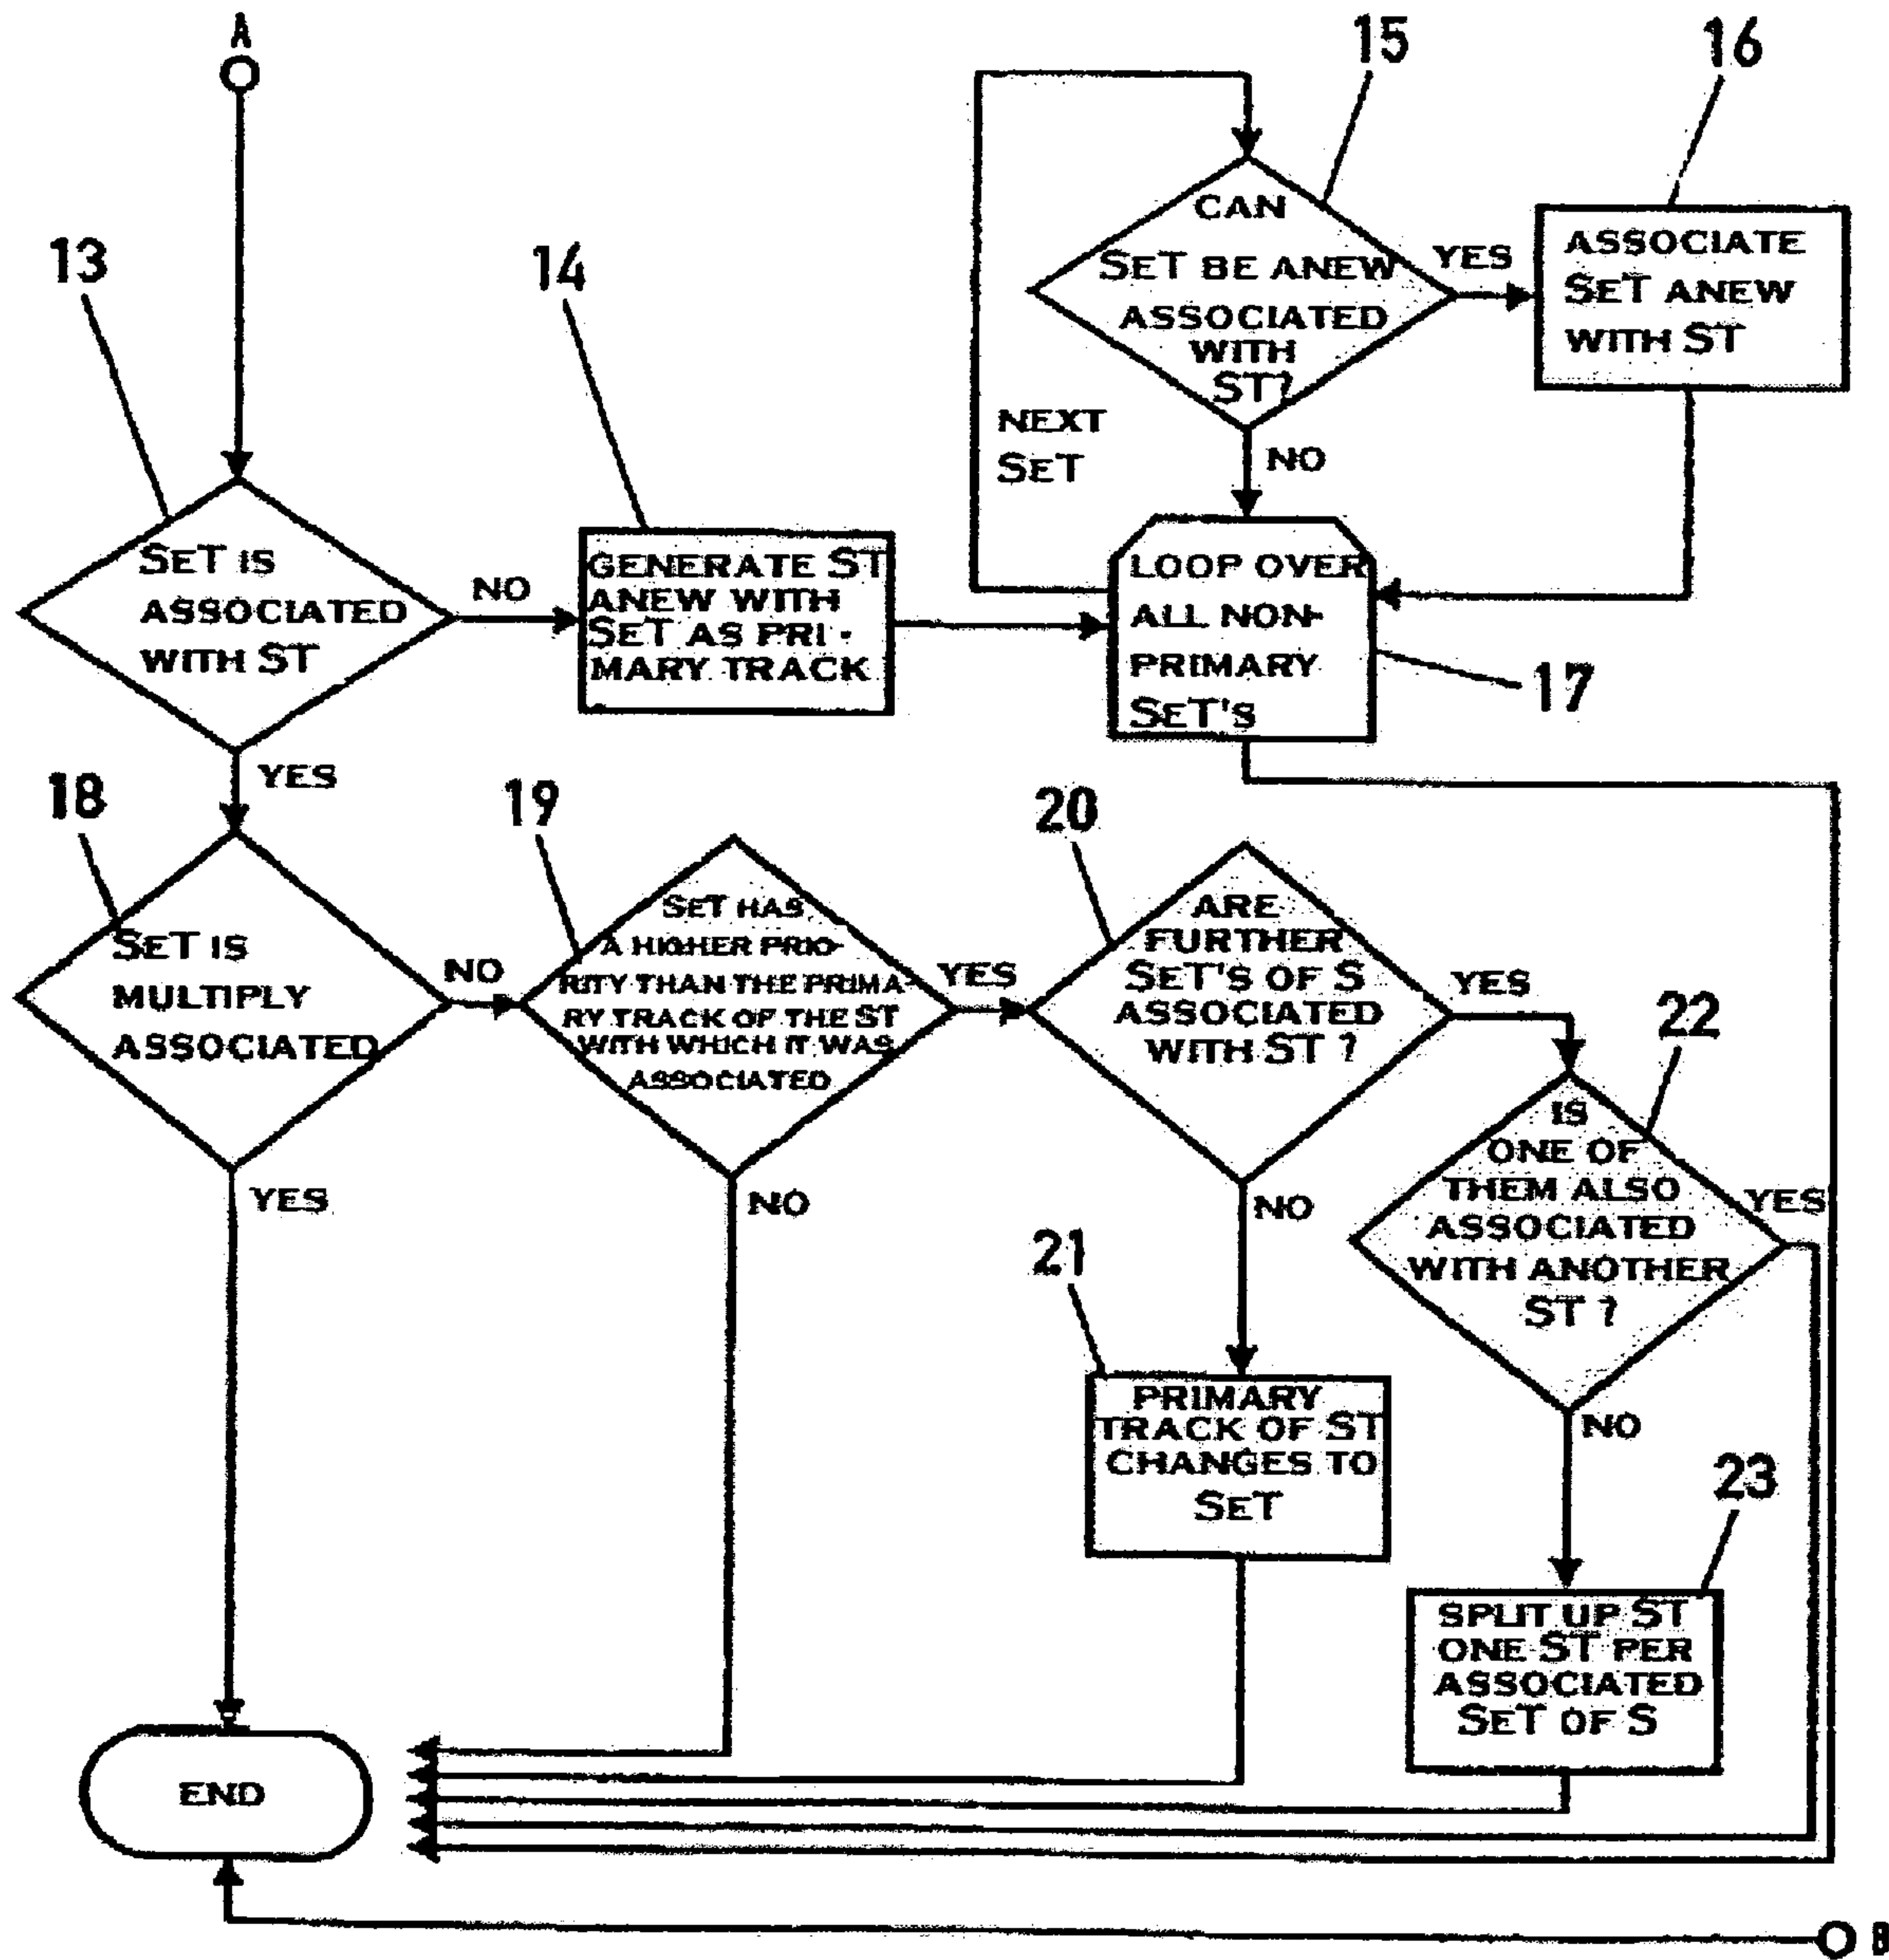 A
15
16
CAN
SET BE ANEW
ASSOCIATED
WITH
ST?
YES
ASSOCIATE
SET ANEW
WITH ST
13
14
NEXT
SET
NO
SET IS
ASSOCIATED
WITH ST
NO
GENERATE ST
ANEW WITH
SET AS PRI-
MARY TRACK
LOOP OVER
ALL NON-
PRIMARY
SET'S
17
YES
18
19
20
SET IS
MULTIPLY
ASSOCIATED
NO
SET HAS
A HIGHER PRIO-
RITY THAN THE PRIMA-
RY TRACK OF THE ST
WITH WHICH IT WAS
ASSOCIATED
YES
ARE
FURTHER
SET'S OF S
ASSOCIATED
WITH ST ?
YES
22
IS
ONE OF
THEM ALSO
ASSOCIATED
WITH ANOTHER
ST ?
YES
YES
NO
NO
21
PRIMARY
TRACK OF ST
CHANGES TO
SET
NO
23
SPLIT UP ST
ONE ST PER
ASSOCIATED
SET OF S
END
B